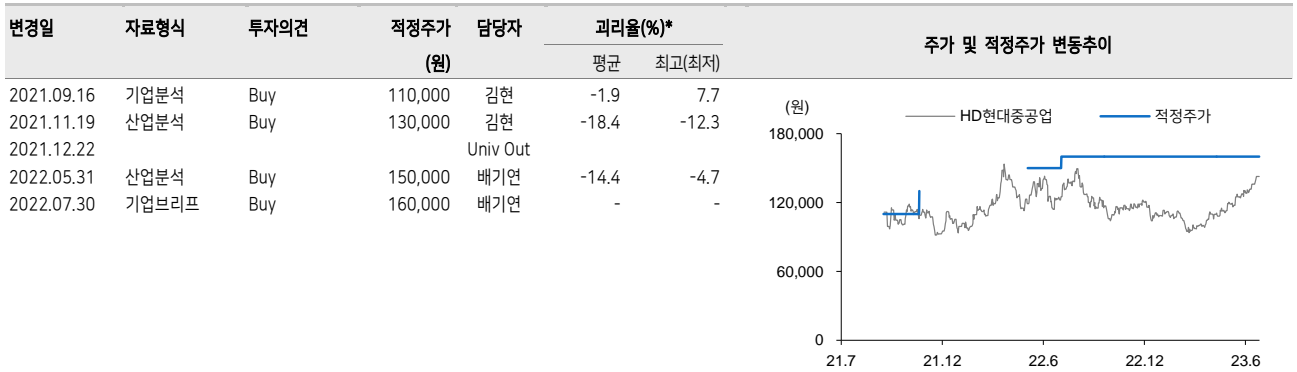 변경일 자료형식 투자의견 적정주가 담당자 괴리율(%)*
(원) 평균 최고(최저)
2021.09.16 기업분석 Buy 110,000 김현 -1.9 7.7
2021.11.19 산업분석 Buy 130,000 김현 -18.4 -12.3
2021.12.22 Univ Out
2022.05.31 산업분석 Buy 150,000 배기연 -14.4 -4.7
2022.07.30 기업브리프 Buy 160,000 배기연 - -
주가 및 적정주가 변동추이
(원)
HD현대중공업 적정주가
180,000
120,000
60,000
0
21.7 21.12 22.6 22.12 23.6